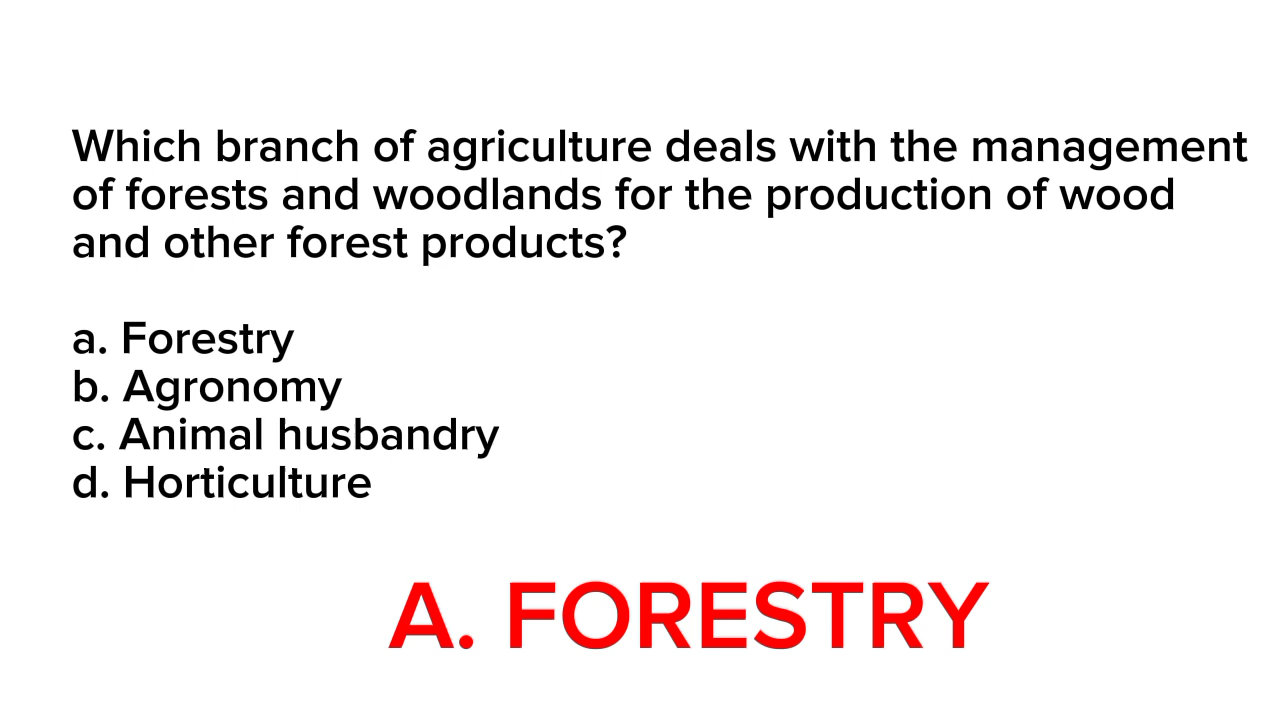 Which branch of agriculture deals with the management
of forests and woodlands for the production of wood
and other forest products?
a. Forestry
b. Agronomy
c. Animal husbandry
d. Horticulture
A. FORESTRY